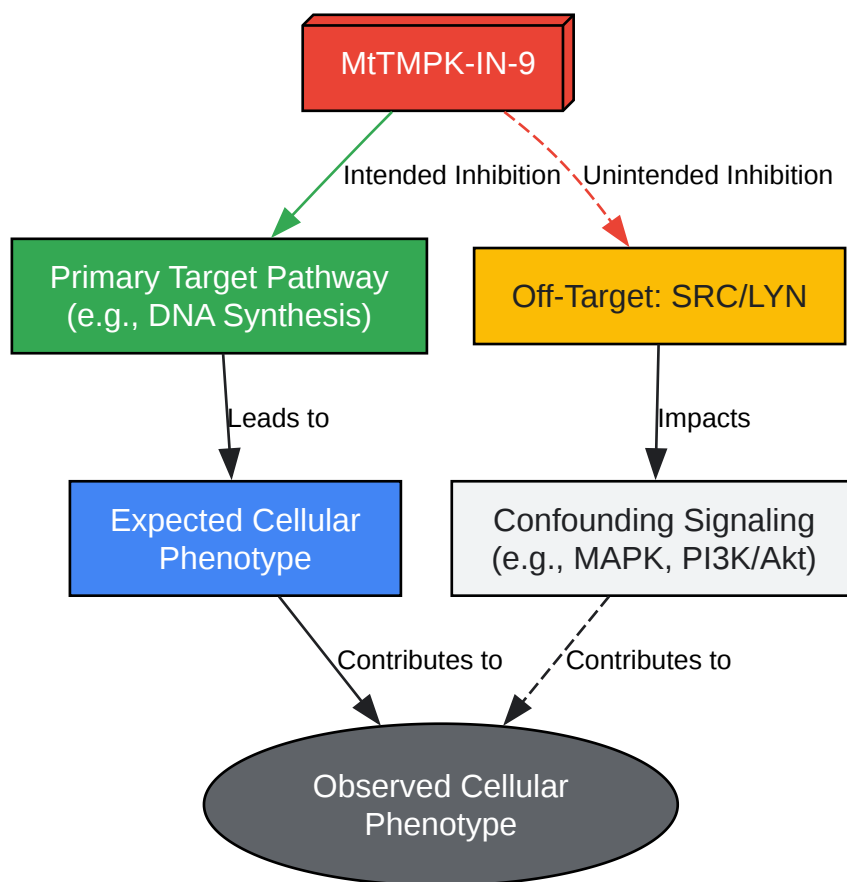 MtTMPK-IN-9
Intended Inhibition
Unintended Inhibition
Primary Target Pathway
(e.g., DNA Synthesis)
Off-Target: SRC/LYN
Leads to
Impacts
Expected Cellular
Phenotype
Confounding Signaling
(e.g., MAPK, PI3K/Akt)
Contributes to
Contributes to
Observed Cellular
Phenotype